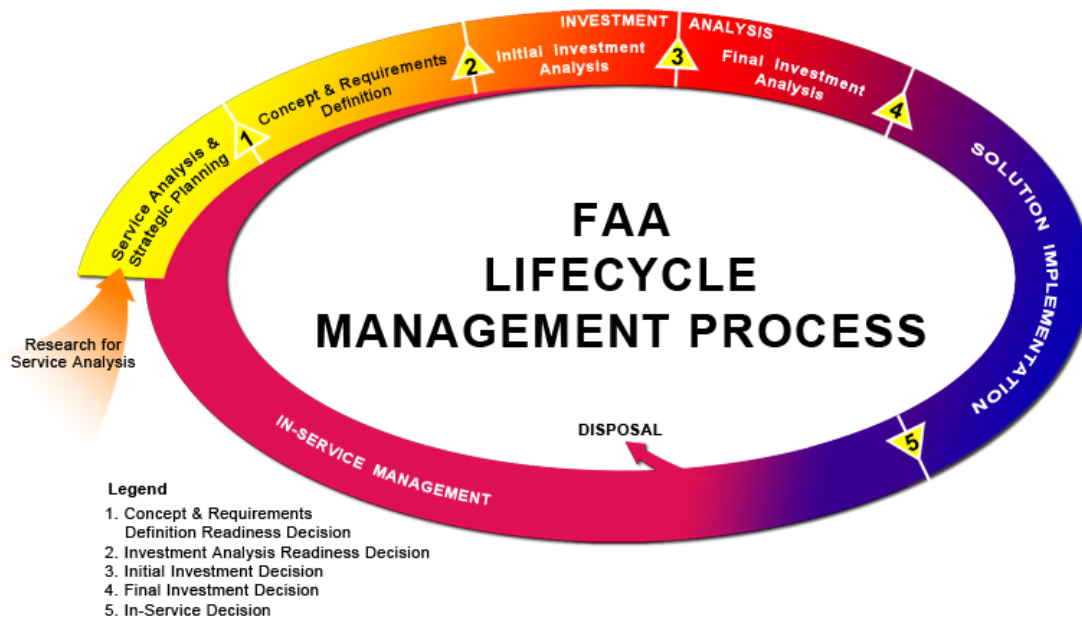 INVESTMENT ANALYSIS
Service Analysis &
Strategic Planning
1
Concept & Requirements
Definition
2
Initial Investment
Analysis
3
Final Investment
Analysis
4
SOLUTION IMPLEMENTATION
5
FAA
LIFECYCLE
MANAGEMENT PROCESS
Research for
Service Analysis
DISPOSAL
IN-SERVICE MANAGEMENT
Legend
1. Concept & Requirements
Definition Readiness Decision
2. Investment Analysis Readiness Decision
3. Initial Investment Decision
4. Final Investment Decision
5. In-Service Decision